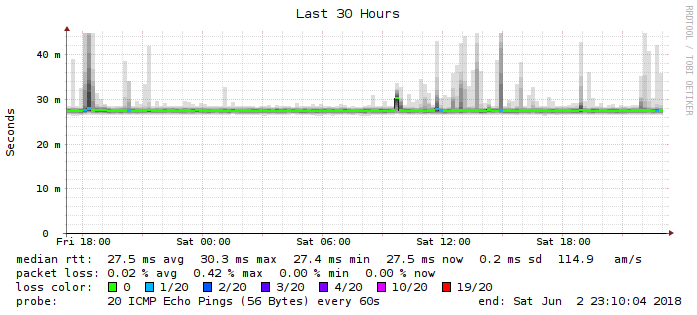 Last 30 Hours
RRDTOOL / TOBI OETIKER
Seconds
40 m
30 m
20 m
10 m
0
Fri 18:00 Sat 00:00 Sat 06:00 Sat 12:00 Sat 18:00
median rtt: 27.5 ms avg 30.3 ms max 27.4 ms min 27.5 ms now 0.2 ms sd 114.9 am/s
packet loss: 0.02 % avg 0.42 % max 0.00 % min 0.00 % now
loss color: 0 1/20 2/20 3/20 4/20 10/20 19/20
probe: 20 ICMP Echo Pings (56 Bytes) every 60s end: Sat Jun 2 23:10:04 2018